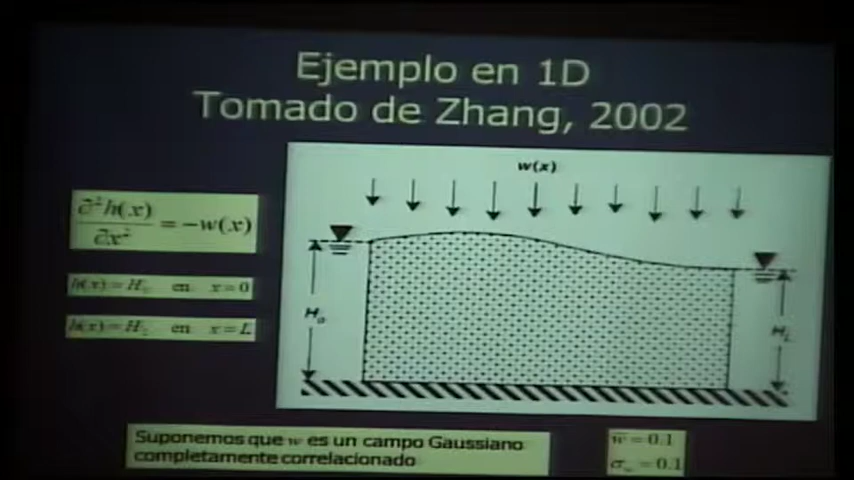 Ejemplo en 1D
Tomado de Zhang, 2002
w(x)
∂²h(x)/∂x² = −w(x)
h(x) = H₀ en x = 0
h(x) = H_L en x = L
H₀
H_L
Suponemos que w es un campo Gaussiano
completamente correlacionado
w̅ = 0.1
σ_w = 0.1